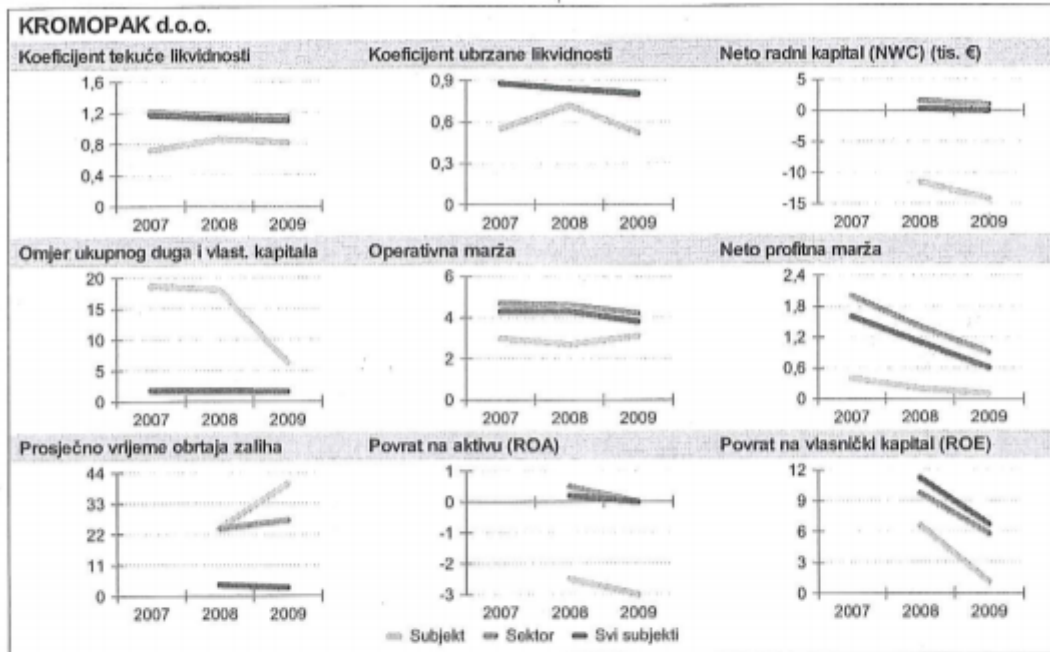 KROMOPAK d.o.o.
Koeficijent tekuće likvidnosti
Koeficijent ubrzane likvidnosti
Neto radni kapital (NWC) (tis. €)
1,6
1,2
0,8
0,4
0
2007 2008 2009
0,9
0,6
0,3
0
2007 2008 2009
5
0
-5
-10
-15
2007 2008 2009
Omjer ukupnog duga i vlast. kapitala
Operativna marža
Neto profitna marža
20
15
10
5
0
2007 2008 2009
6
4
2
0
2007 2008 2009
2,4
1,8
1,2
0,6
0
2007 2008 2009
Prosječno vrijeme obrtaja zaliha
Povrat na aktivu (ROA)
Povrat na vlasnički kapital (ROE)
44
33
22
11
0
2007 2008 2009
1
0
-1
-2
-3
2007 2008 2009
12
9
6
3
0
2007 2008 2009
Subjekt Sektor Svi subjekti